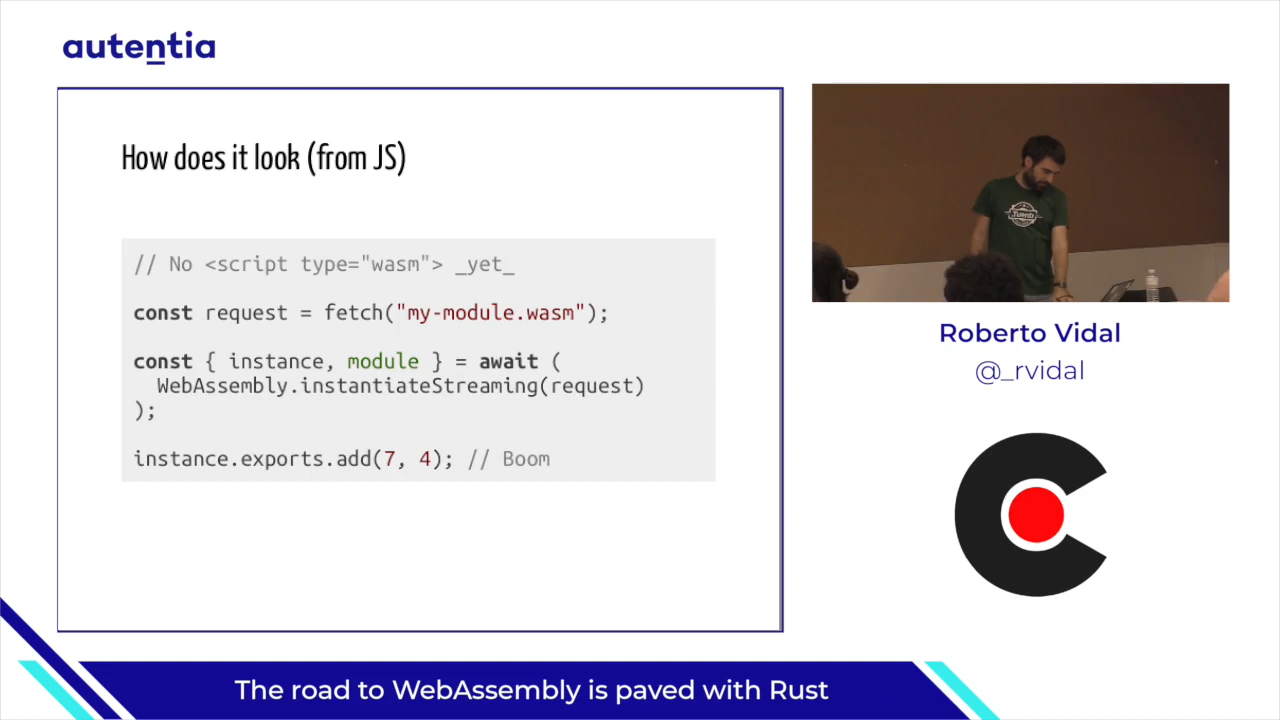 autentia
How does it look (from JS)
// No <script type="wasm"> _yet_
const request = fetch("my-module.wasm");
const { instance, module } = await (
WebAssembly.instantiateStreaming(request)
);
instance.exports.add(7, 4); // Boom
Roberto Vidal
@_rvidal
The road to WebAssembly is paved with Rust